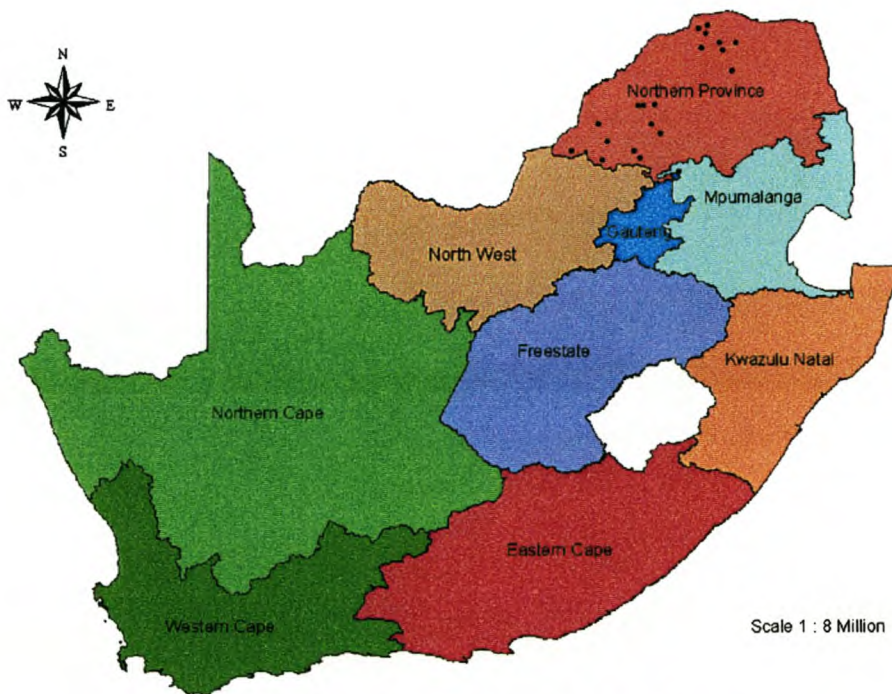 N
W E
S
Northern Province
Mpumalanga
Gauteng
North West
Freestate
Kwazulu Natal
Northern Cape
Eastern Cape
Western Cape
Scale 1 : 8 Million